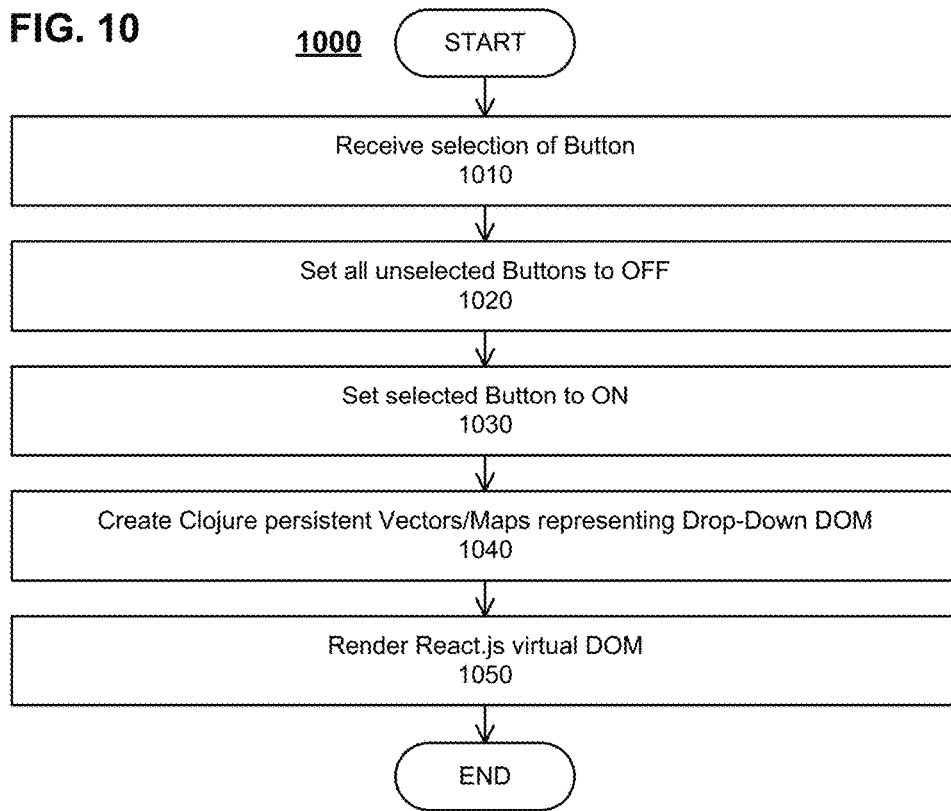 FIG. 10
1000
START
Receive selection of Button
1010
Set all unselected Buttons to OFF
1020
Set selected Button to ON
1030
Create Clojure persistent Vectors/Maps representing Drop-Down DOM
1040
Render React.js virtual DOM
1050
END